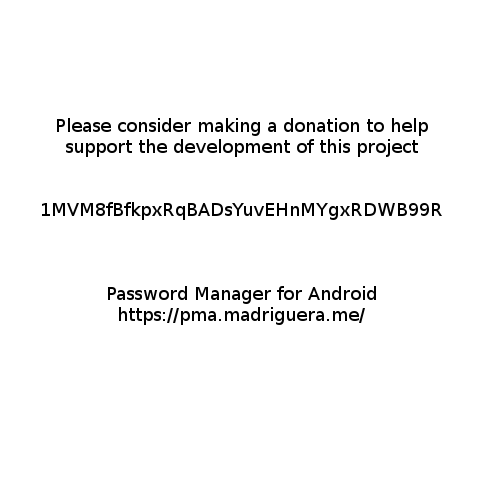 Please consider making a donation to help
support the development of this project
1MVM8fBfkpxRqBADsYuvEHnMYgxRDWB99R
Password Manager for Android
https://pma.madriguera.me/